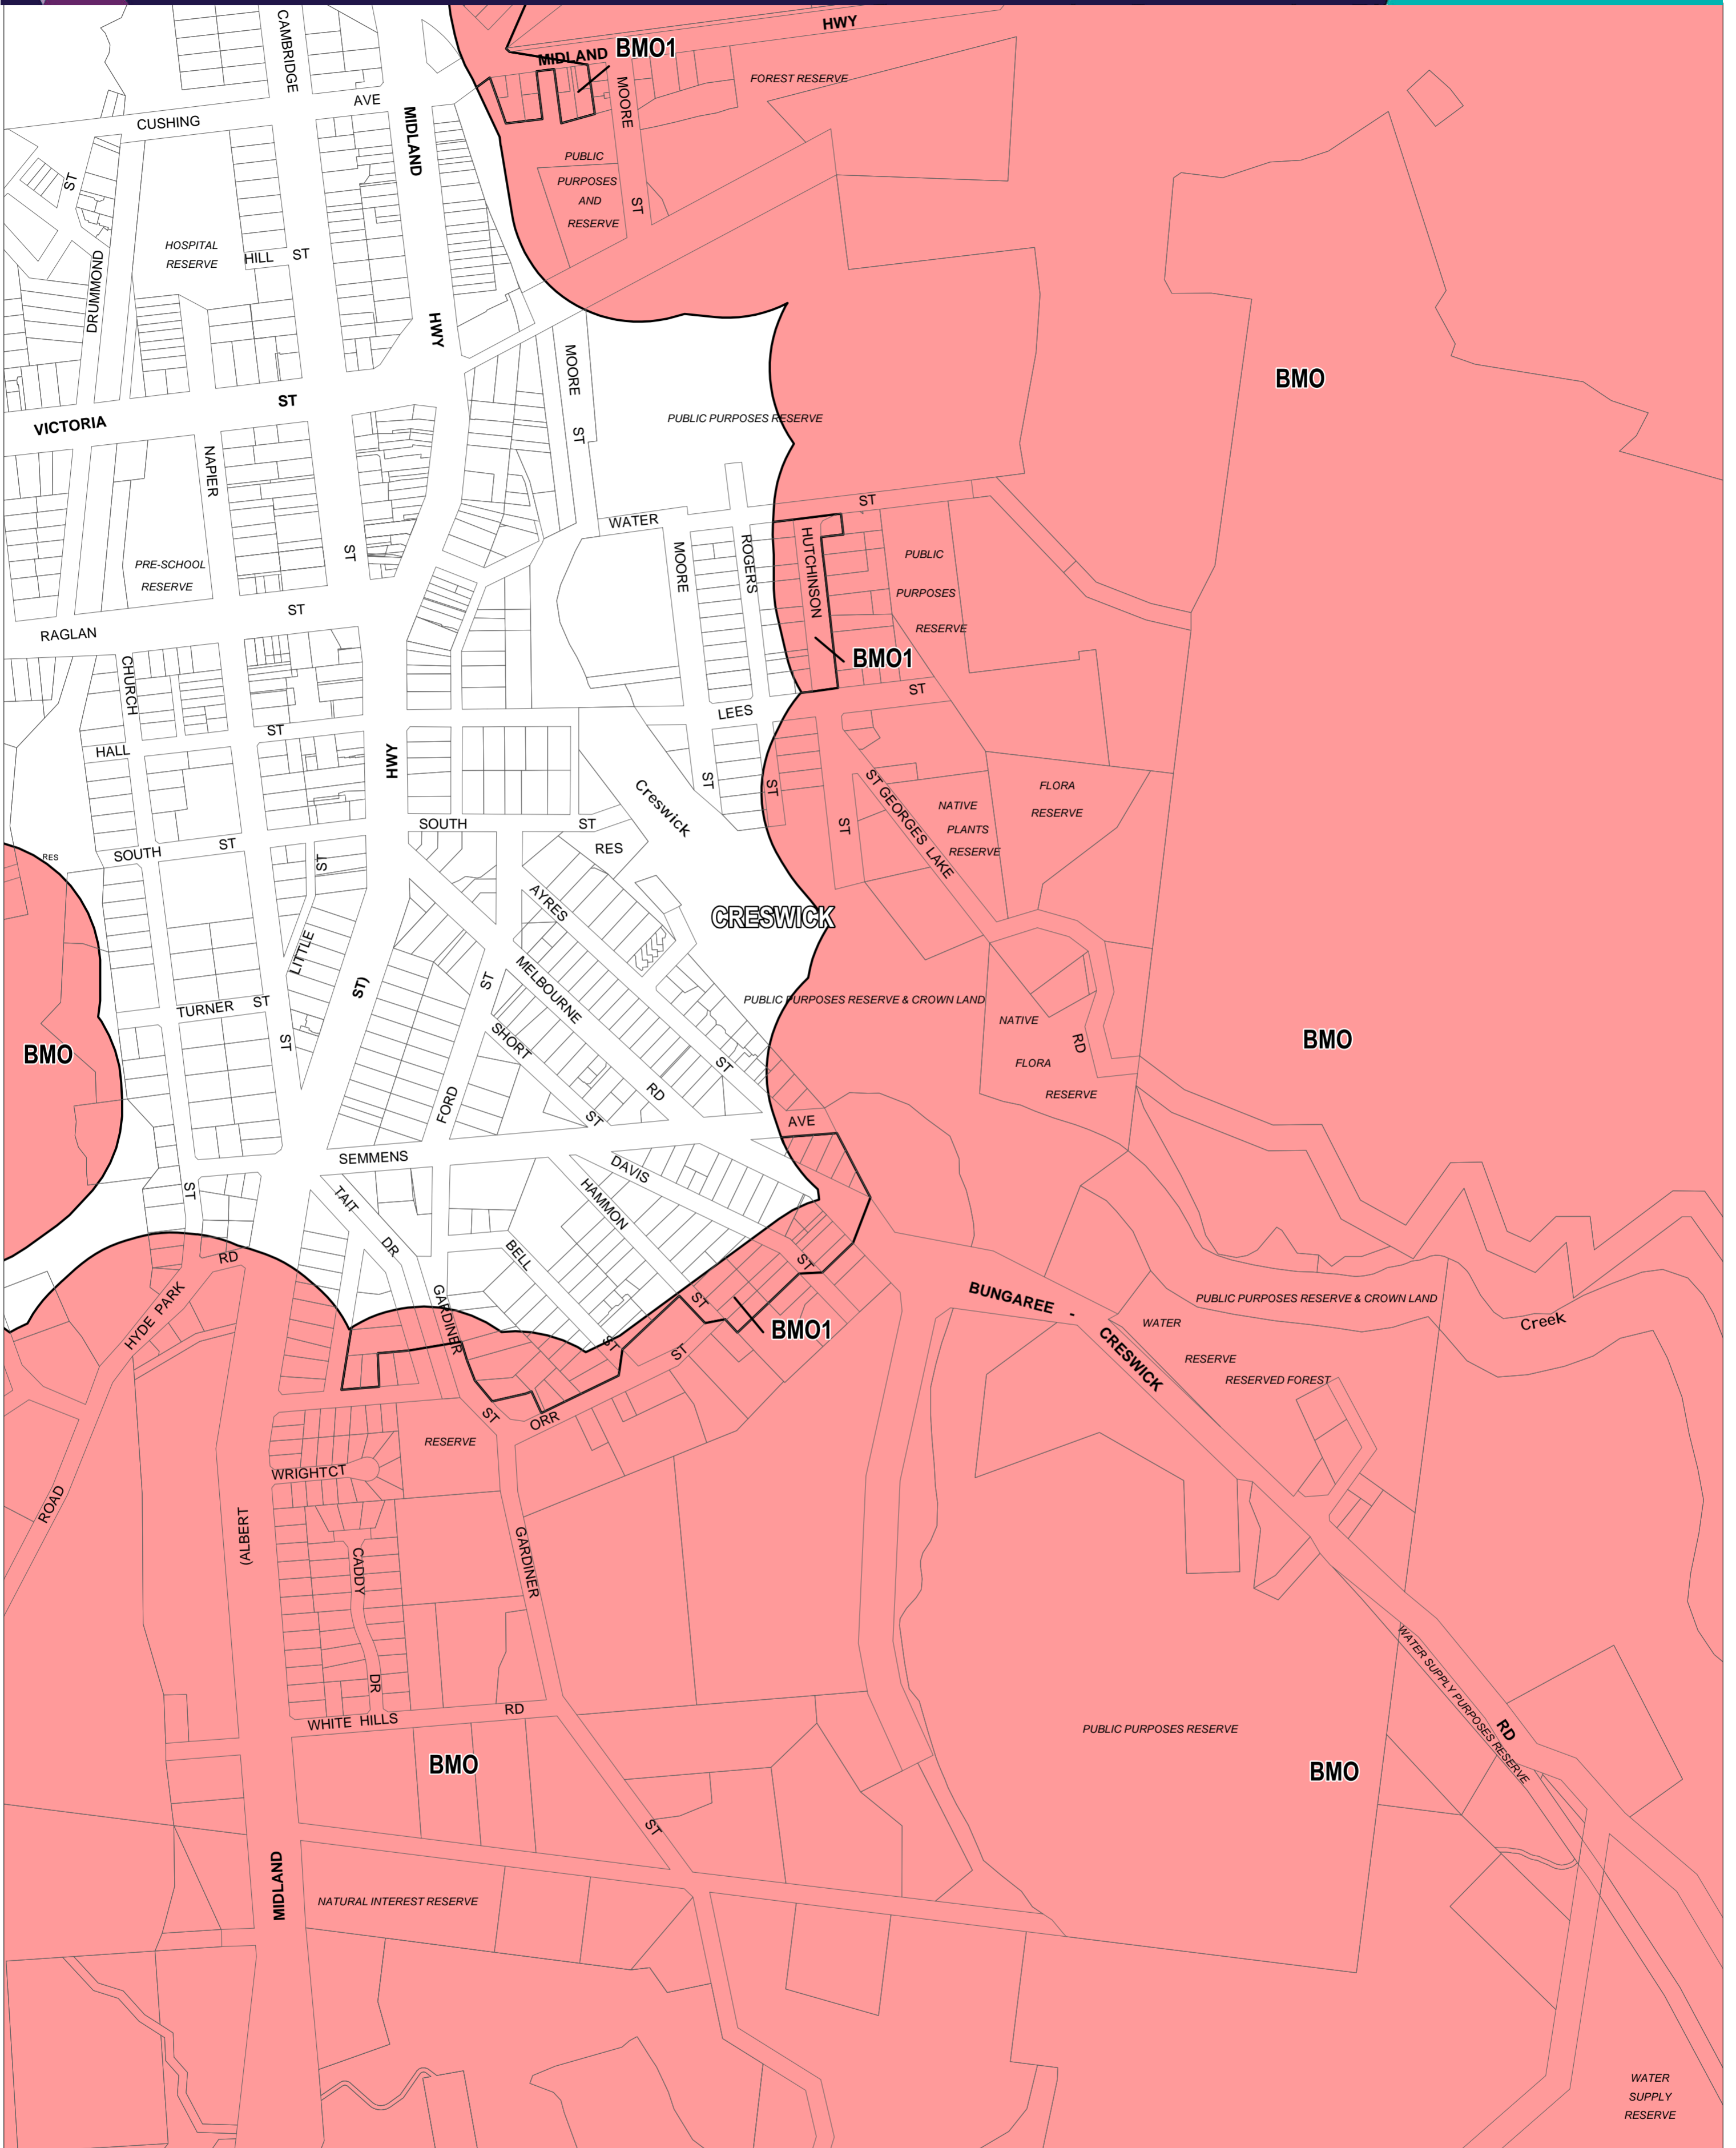 HWY
BMO1
MIDLAND
CAMBRIDGE
FOREST RESERVE
AVE
MOORE
MIDLAND
CUSHING
PUBLIC
PURPOSES
AND
RESERVE
ST
ST
HOSPITAL
RESERVE
HILL ST
DRUMMOND
HWY
MOORE
BMO
ST
VICTORIA
PUBLIC PURPOSES RESERVE
ST
NAPIER
ST
WATER
HUTCHINSON
ROGERS
MOORE
ST
PUBLIC
PRE-SCHOOL
RESERVE
PURPOSES
ST
RESERVE
RAGLAN
BMO1
CHURCH
ST
LEES
ST
HALL
HWY
ST
ST
Creswick
FLORA
RESERVE
NATIVE
PLANTS
RESERVE
ST GEORGES LAKE
SOUTH
ST
ST
RES
ST
SOUTH
RES
ST
AYRES
CRESWICK
LITTLE
ST)
ST
MELBOURNE
PUBLIC PURPOSES RESERVE & CROWN LAND
TURNER ST
NATIVE
FLORA
RESERVE
RD
BMO
ST
SHORT
BMO
ST
RD
FORD
ST
AVE
SEMMENS
DAVIS
ST
TAIT
HAMMON
DR
BELL
RD
ST
GARDINER
HYDE PARK
ST
BUNGAREE -
PUBLIC PURPOSES RESERVE & CROWN LAND
Creek
BMO1
WATER
RESERVE
CRESWICK
ST
ST
RESERVED FOREST
ST
ORR
RESERVE
WRIGHT CT
ROAD
(ALBERT
GARDINER
CADDY
DR
WATER SUPPLY PURPOSES RESERVE
RD
WHITE HILLS
RD
PUBLIC PURPOSES RESERVE
BMO
BMO
ST
MIDLAND
NATURAL INTEREST RESERVE
WATER
SUPPLY
RESERVE